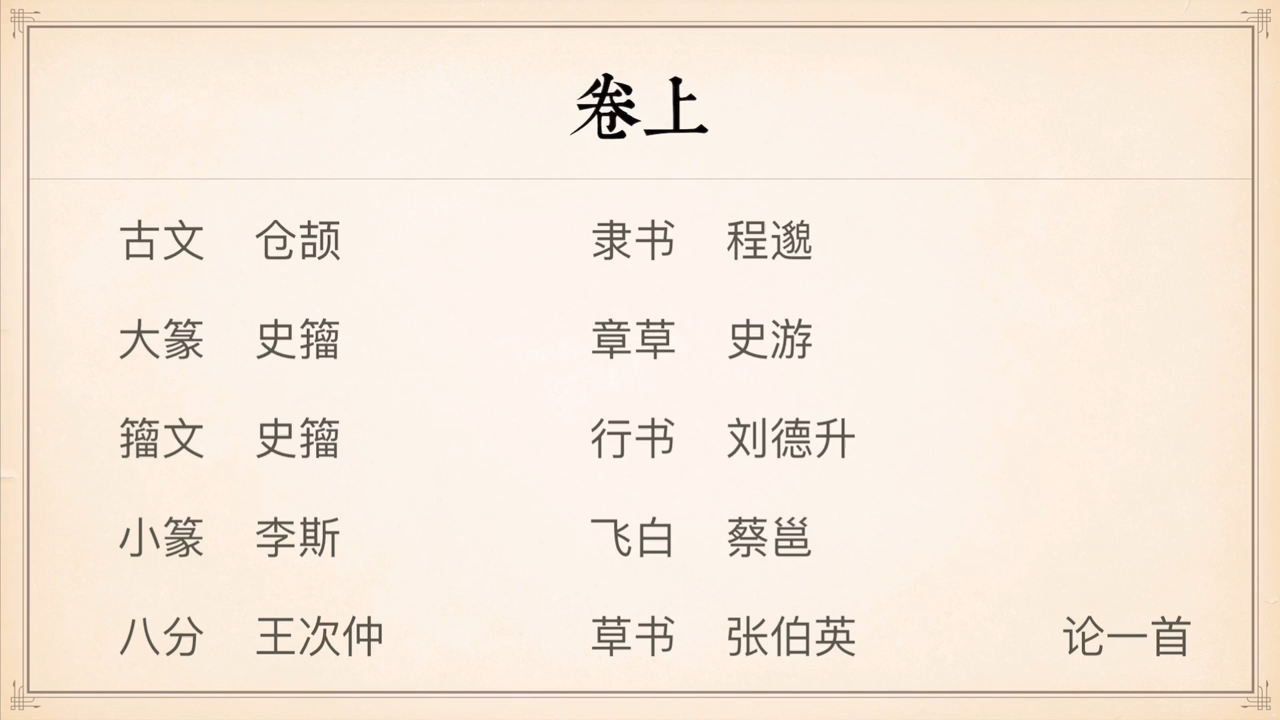 卷上
古文 仓颉 隶书 程邈
大篆 史籀 章草 史游
籀文 史籀 行书 刘德升
小篆 李斯 飞白 蔡邕
八分 王次仲 草书 张伯英 论一首